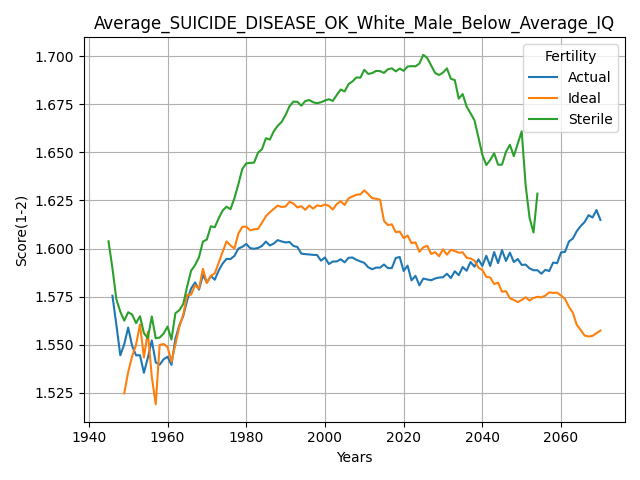 Average_SUICIDE_DISEASE_OK_White_Male_Below_Average_IQ
Fertility
Actual
Ideal
Sterile
Score(1-2)
1.700
1.675
1.650
1.625
1.600
1.575
1.550
1.525
1940
1960
1980
2000
2020
2040
2060
Years